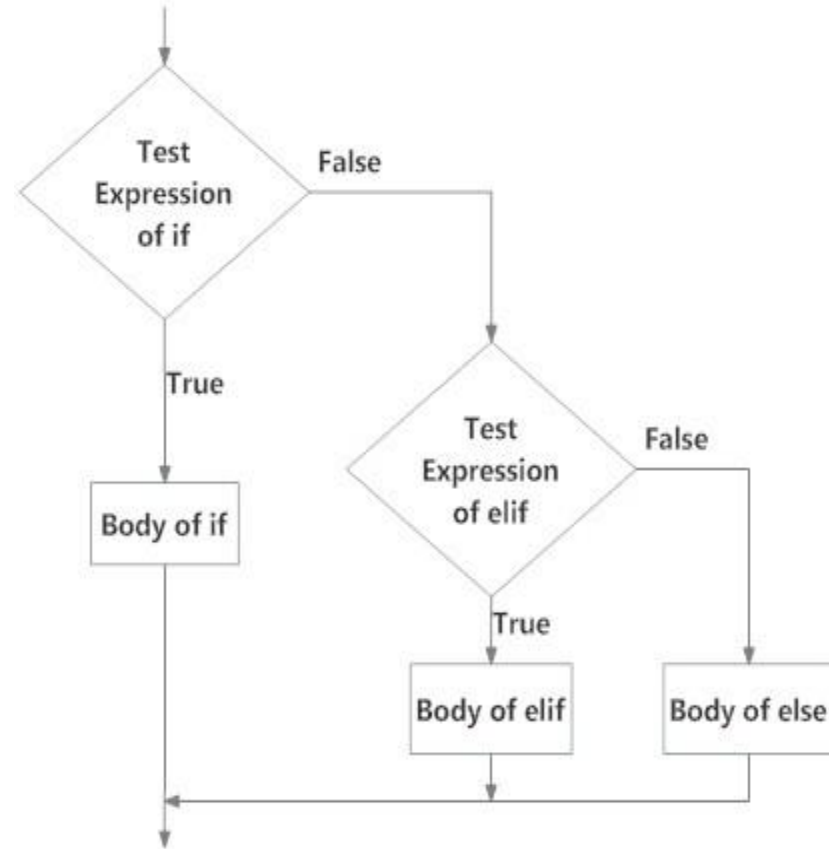 Test
Expression
of if
False
True
Body of if
Test
Expression
of elif
False
True
Body of elif
Body of else